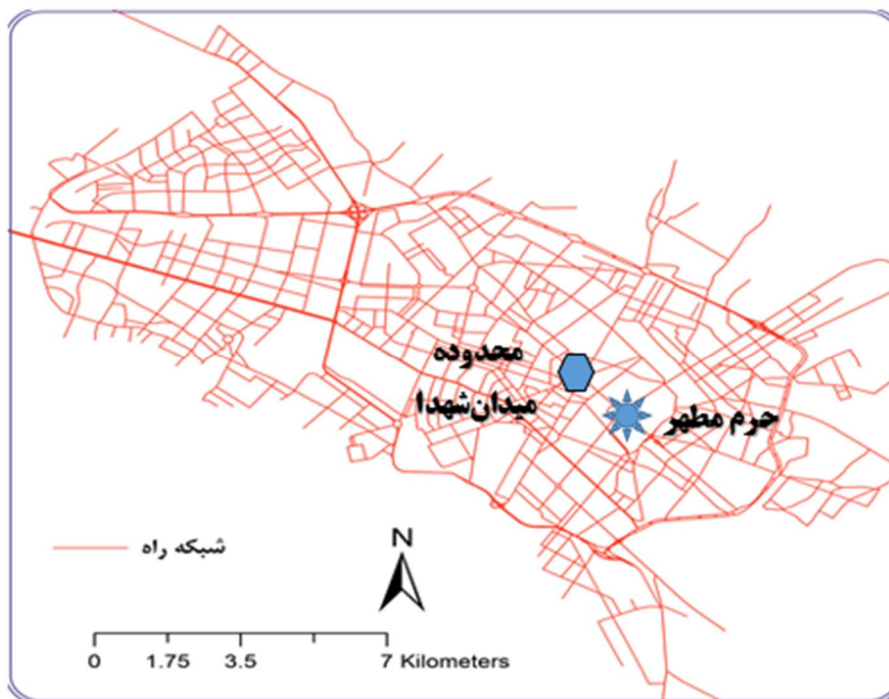 محدوده
میدان‌شهدا
حرم مطهر
شبکه راه
N
0 1.75 3.5 7 Kilometers